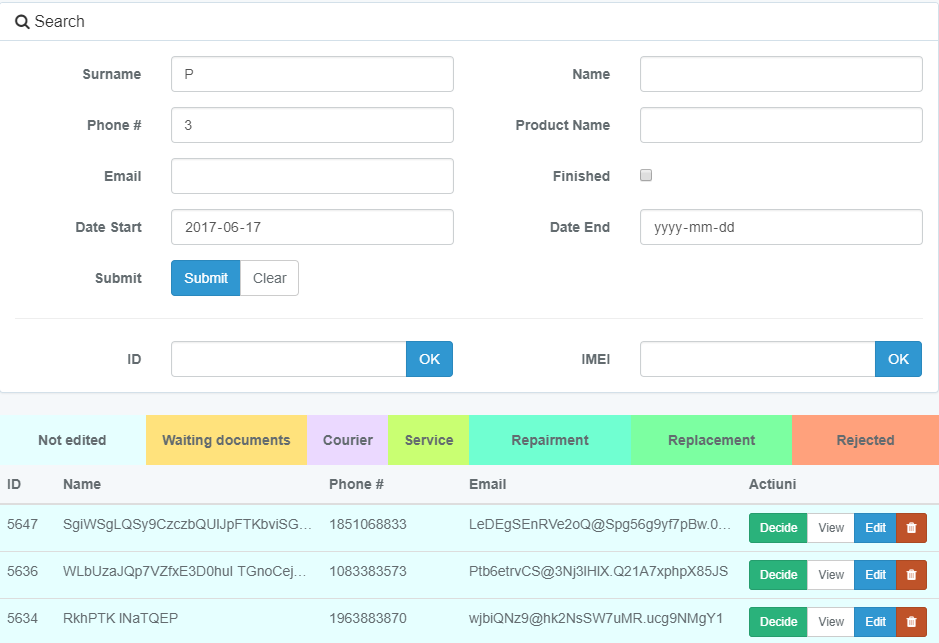 Search
Surname P Name
Phone # 3 Product Name
Email Finished
Date Start 2017-06-17 Date End yyyy-mm-dd
Submit Submit Clear
ID OK IMEI OK
Not edited Waiting documents Courier Service Repairment Replacement Rejected
ID Name Phone # Email Actiuni
5647 SgiWSgLQSy9CzczbQUIJpFTKbviSG... 1851068833 LeDEgSEnRVe2oQ@Spg56g9yf7pBw.0... Decide View Edit
5636 WLbUzaJQp7VZfxE3D0huI TGnoCej... 1083383573 Ptb6etrvCS@3Nj3IHIX.Q21A7xphpX85JS Decide View Edit
5634 RkhPTK INaTQEP 1963883870 wjbiQNz9@hk2NsSW7uMR.ucg9NMgY1 Decide View Edit